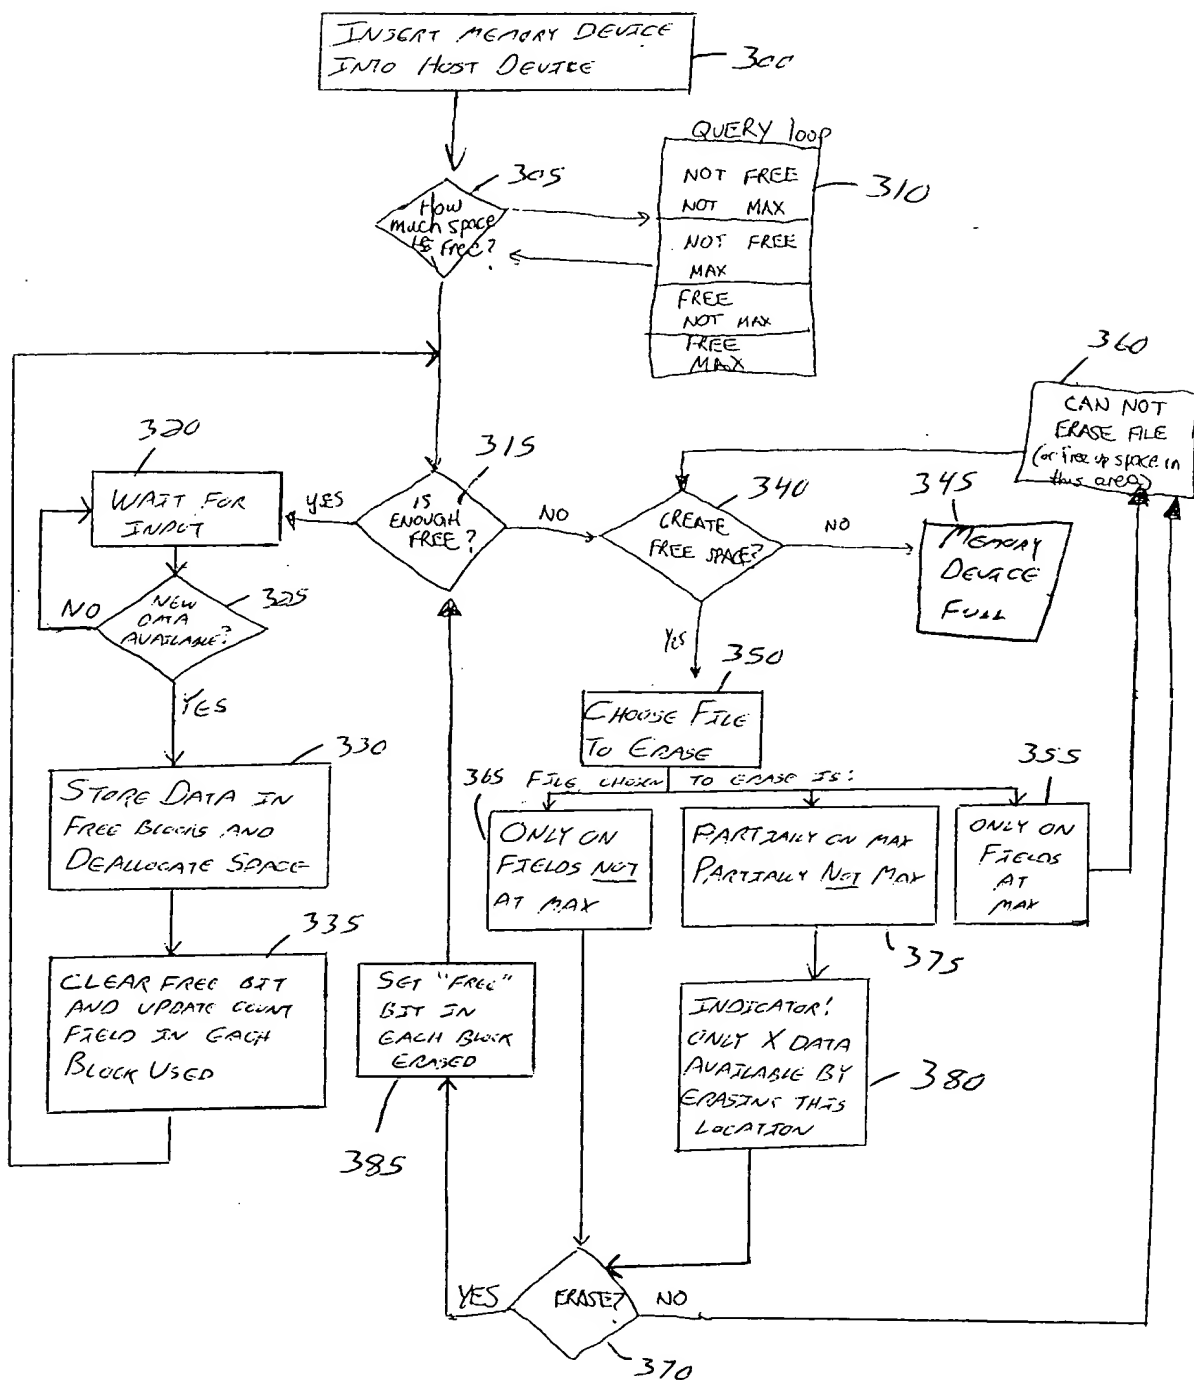 INSERT MEMORY DEVICE
INTO HOST DEVICE
300
QUERY loop
305
How
much space
is free?
NOT FREE
NOT MAX
310
NOT FREE
MAX
FREE
NOT MAX
FREE
MAX
360
CAN NOT
ERASE FILE
(or free up space in
this area)
320
WAIT FOR
INPUT
YES
315
IS
ENOUGH
FREE?
NO
340
CREATE
FREE SPACE?
NO
345
MEMORY
DEVICE
FULL
NO
NEW
DATA
AVAILABLE?
325
YES
YES
350
CHOOSE FILE
TO ERASE
330
STORE DATA IN
FREE BLOCKS AND
DEALLOCATE SPACE
365
FILE CHOSEN TO ERASE IS:
355
ONLY ON
FIELDS NOT
AT MAX
PARTIALLY ON MAX
PARTIALLY NOT MAX
ONLY ON
FIELDS
AT
MAX
335
375
CLEAR FREE BIT
AND UPDATE COUNT
FIELD IN EACH
BLOCK USED
SET "FREE"
BIT IN
EACH BLOCK
ERASED
385
INDICATOR!
ONLY X DATA
AVAILABLE BY
ERASING THIS
LOCATION
380
YES
ERASE?
NO
370